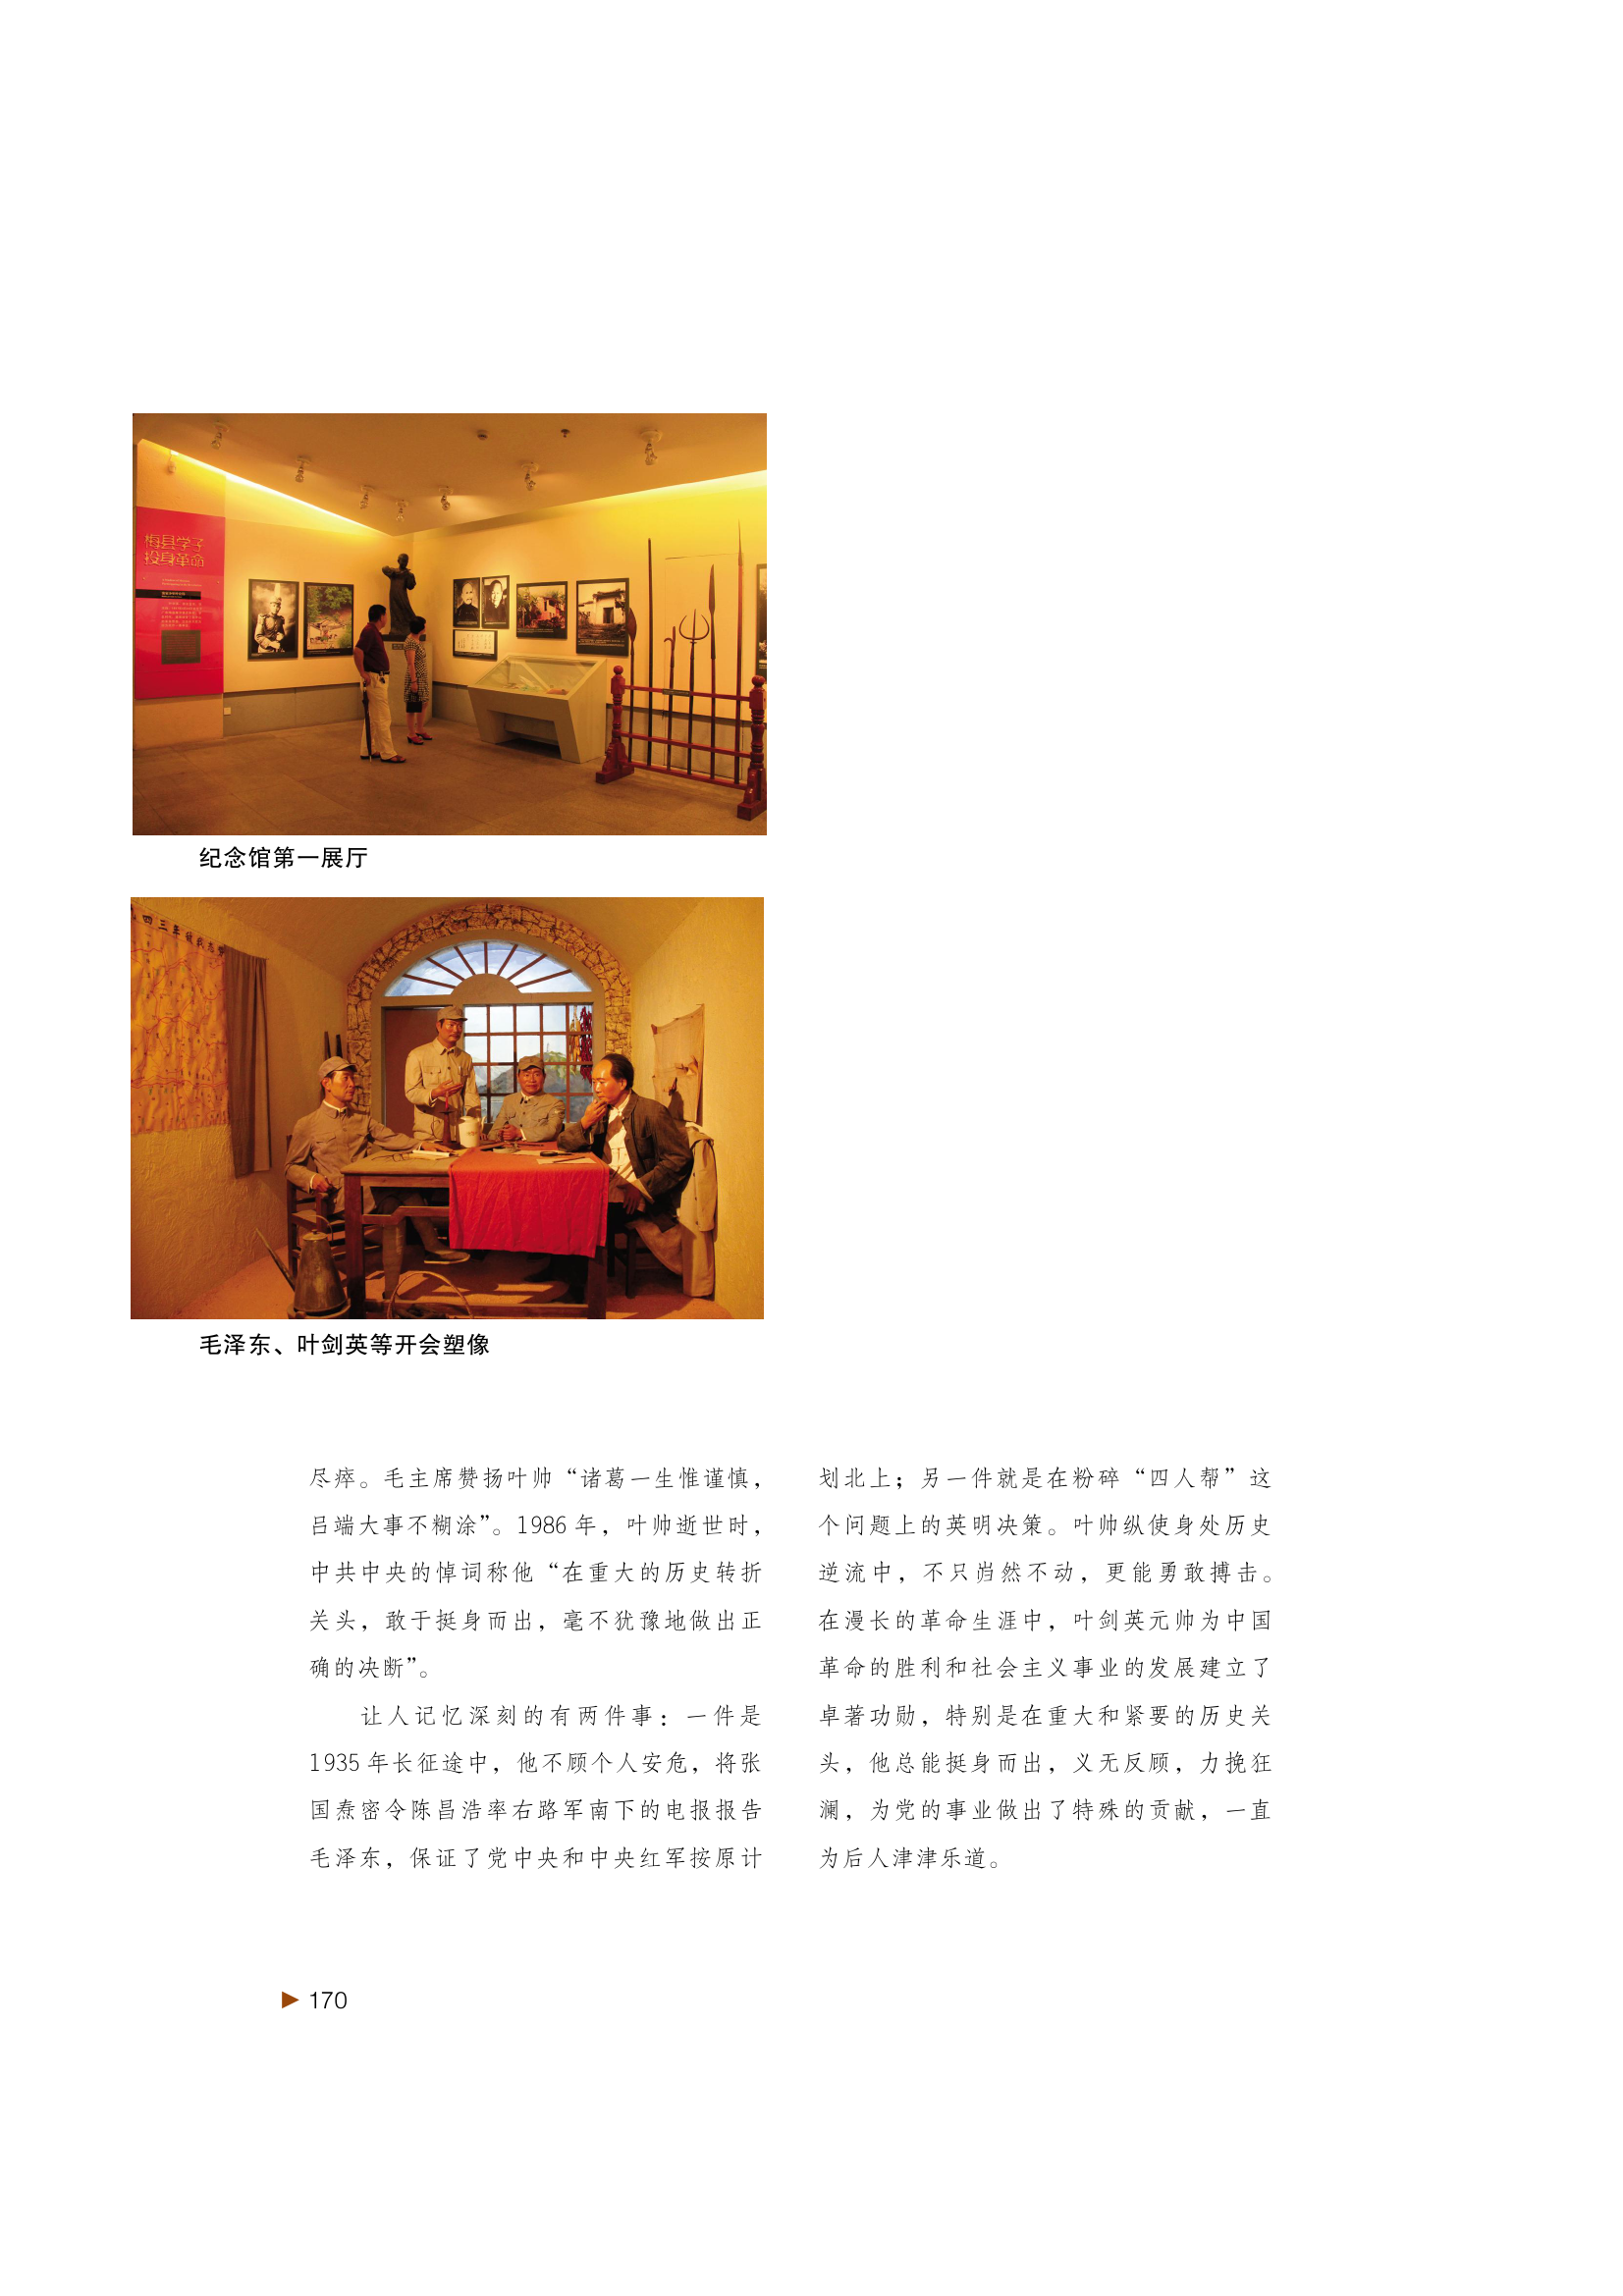 梅县学子
投身革命
纪念馆第一展厅
毛泽东、叶剑英等开会塑像
尽瘁。毛主席赞扬叶帅“诸葛一生惟谨慎，
吕端大事不糊涂”。1986 年，叶帅逝世时，
中共中央的悼词称他“在重大的历史转折
关头，敢于挺身而出，毫不犹豫地做出正
确的决断”。
让人记忆深刻的有两件事：一件是
1935 年长征途中，他不顾个人安危，将张
国焘密令陈昌浩率右路军南下的电报报告
毛泽东，保证了党中央和中央红军按原计
划北上；另一件就是在粉碎“四人帮”这
个问题上的英明决策。叶帅纵使身处历史
逆流中，不只岿然不动，更能勇敢搏击。
在漫长的革命生涯中，叶剑英元帅为中国
革命的胜利和社会主义事业的发展建立了
卓著功勋，特别是在重大和紧要的历史关
头，他总能挺身而出，义无反顾，力挽狂
澜，为党的事业做出了特殊的贡献，一直
为后人津津乐道。
170